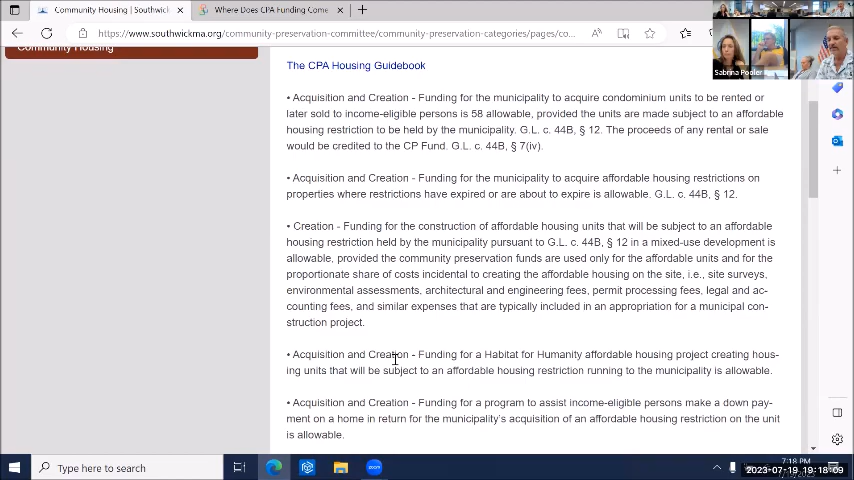 Community Housing | Southwick
Where Does CPA Funding Come
https://www.southwickma.org/community-preservation-committee/community-preservation-categories/pages/co...
Sabrina Pooler
Community Housing
The CPA Housing Guidebook
• Acquisition and Creation - Funding for the municipality to acquire condominium units to be rented or
later sold to income-eligible persons is 58 allowable, provided the units are made subject to an affordable
housing restriction to be held by the municipality. G.L. c. 44B, § 12. The proceeds of any rental or sale
would be credited to the CP Fund. G.L. c. 44B, § 7(iv).
• Acquisition and Creation - Funding for the municipality to acquire affordable housing restrictions on
properties where restrictions have expired or are about to expire is allowable. G.L. c. 44B, § 12.
• Creation - Funding for the construction of affordable housing units that will be subject to an affordable
housing restriction held by the municipality pursuant to G.L. c. 44B, § 12 in a mixed-use development is
allowable, provided the community preservation funds are used only for the affordable units and for the
proportionate share of costs incidental to creating the affordable housing on the site, i.e., site surveys,
environmental assessments, architectural and engineering fees, permit processing fees, legal and ac-
counting fees, and similar expenses that are typically included in an appropriation for a municipal con-
struction project.
• Acquisition and Creation - Funding for a Habitat for Humanity affordable housing project creating hous-
ing units that will be subject to an affordable housing restriction running to the municipality is allowable.
• Acquisition and Creation - Funding for a program to assist income-eligible persons make a down pay-
ment on a home in return for the municipality's acquisition of an affordable housing restriction on the unit
is allowable.
Type here to search
7:18 PM
2023-07-19 19:18:09